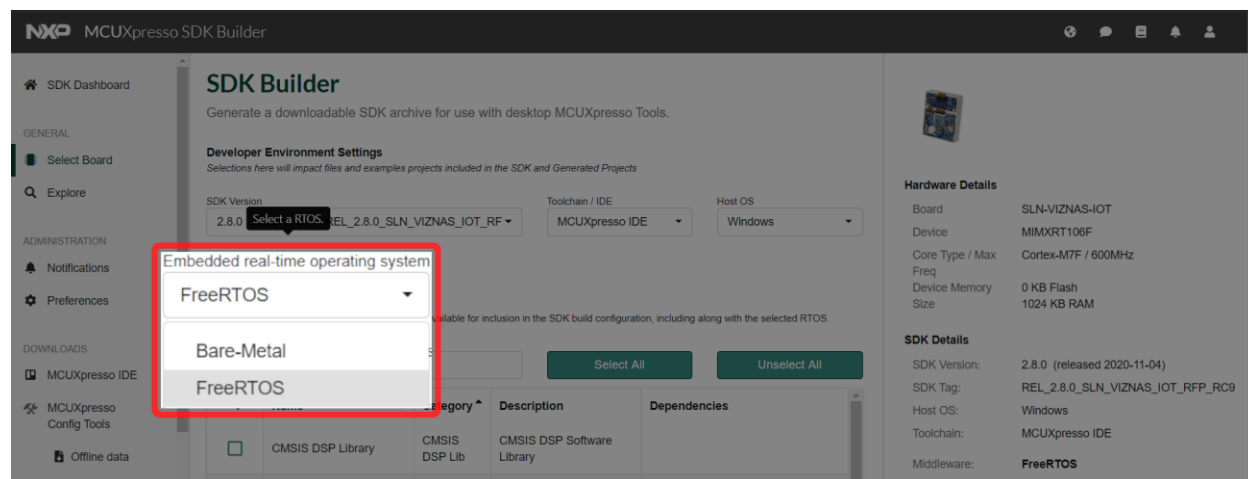 NXP MCUXpresso SDK Builder
SDK Dashboard
GENERAL
Select Board
Explore
ADMINISTRATION
Notifications
Preferences
DOWNLOADS
MCUXpresso IDE
MCUXpresso
Config Tools
Offline data
SDK Builder
Generate a downloadable SDK archive for use with desktop MCUXpresso Tools.
Developer Environment Settings
Selections here will impact files and examples projects included in the SDK and Generated Projects
SDK Version
2.8.0
REL_2.8.0_SLN_VIZNAS_IOT_RF
Toolchain / IDE
MCUXpresso IDE
Host OS
Windows
Select a RTOS.
Embedded real-time operating system
FreeRTOS
Bare-Metal
FreeRTOS
available for inclusion in the SDK build configuration, including along with the selected RTOS.
Select All
Unselect All
Name Category Description Dependencies
CMSIS DSP Library
CMSIS
DSP Lib
CMSIS DSP Software
Library
Hardware Details
Board SLN-VIZNAS-IOT
Device MIMXRT106F
Core Type / Max
Freq
Cortex-M7F / 600MHz
Device Memory
Size
0 KB Flash
1024 KB RAM
SDK Details
SDK Version: 2.8.0 (released 2020-11-04)
SDK Tag: REL_2.8.0_SLN_VIZNAS_IOT_RFP_RC9
Host OS: Windows
Toolchain: MCUXpresso IDE
Middleware: FreeRTOS